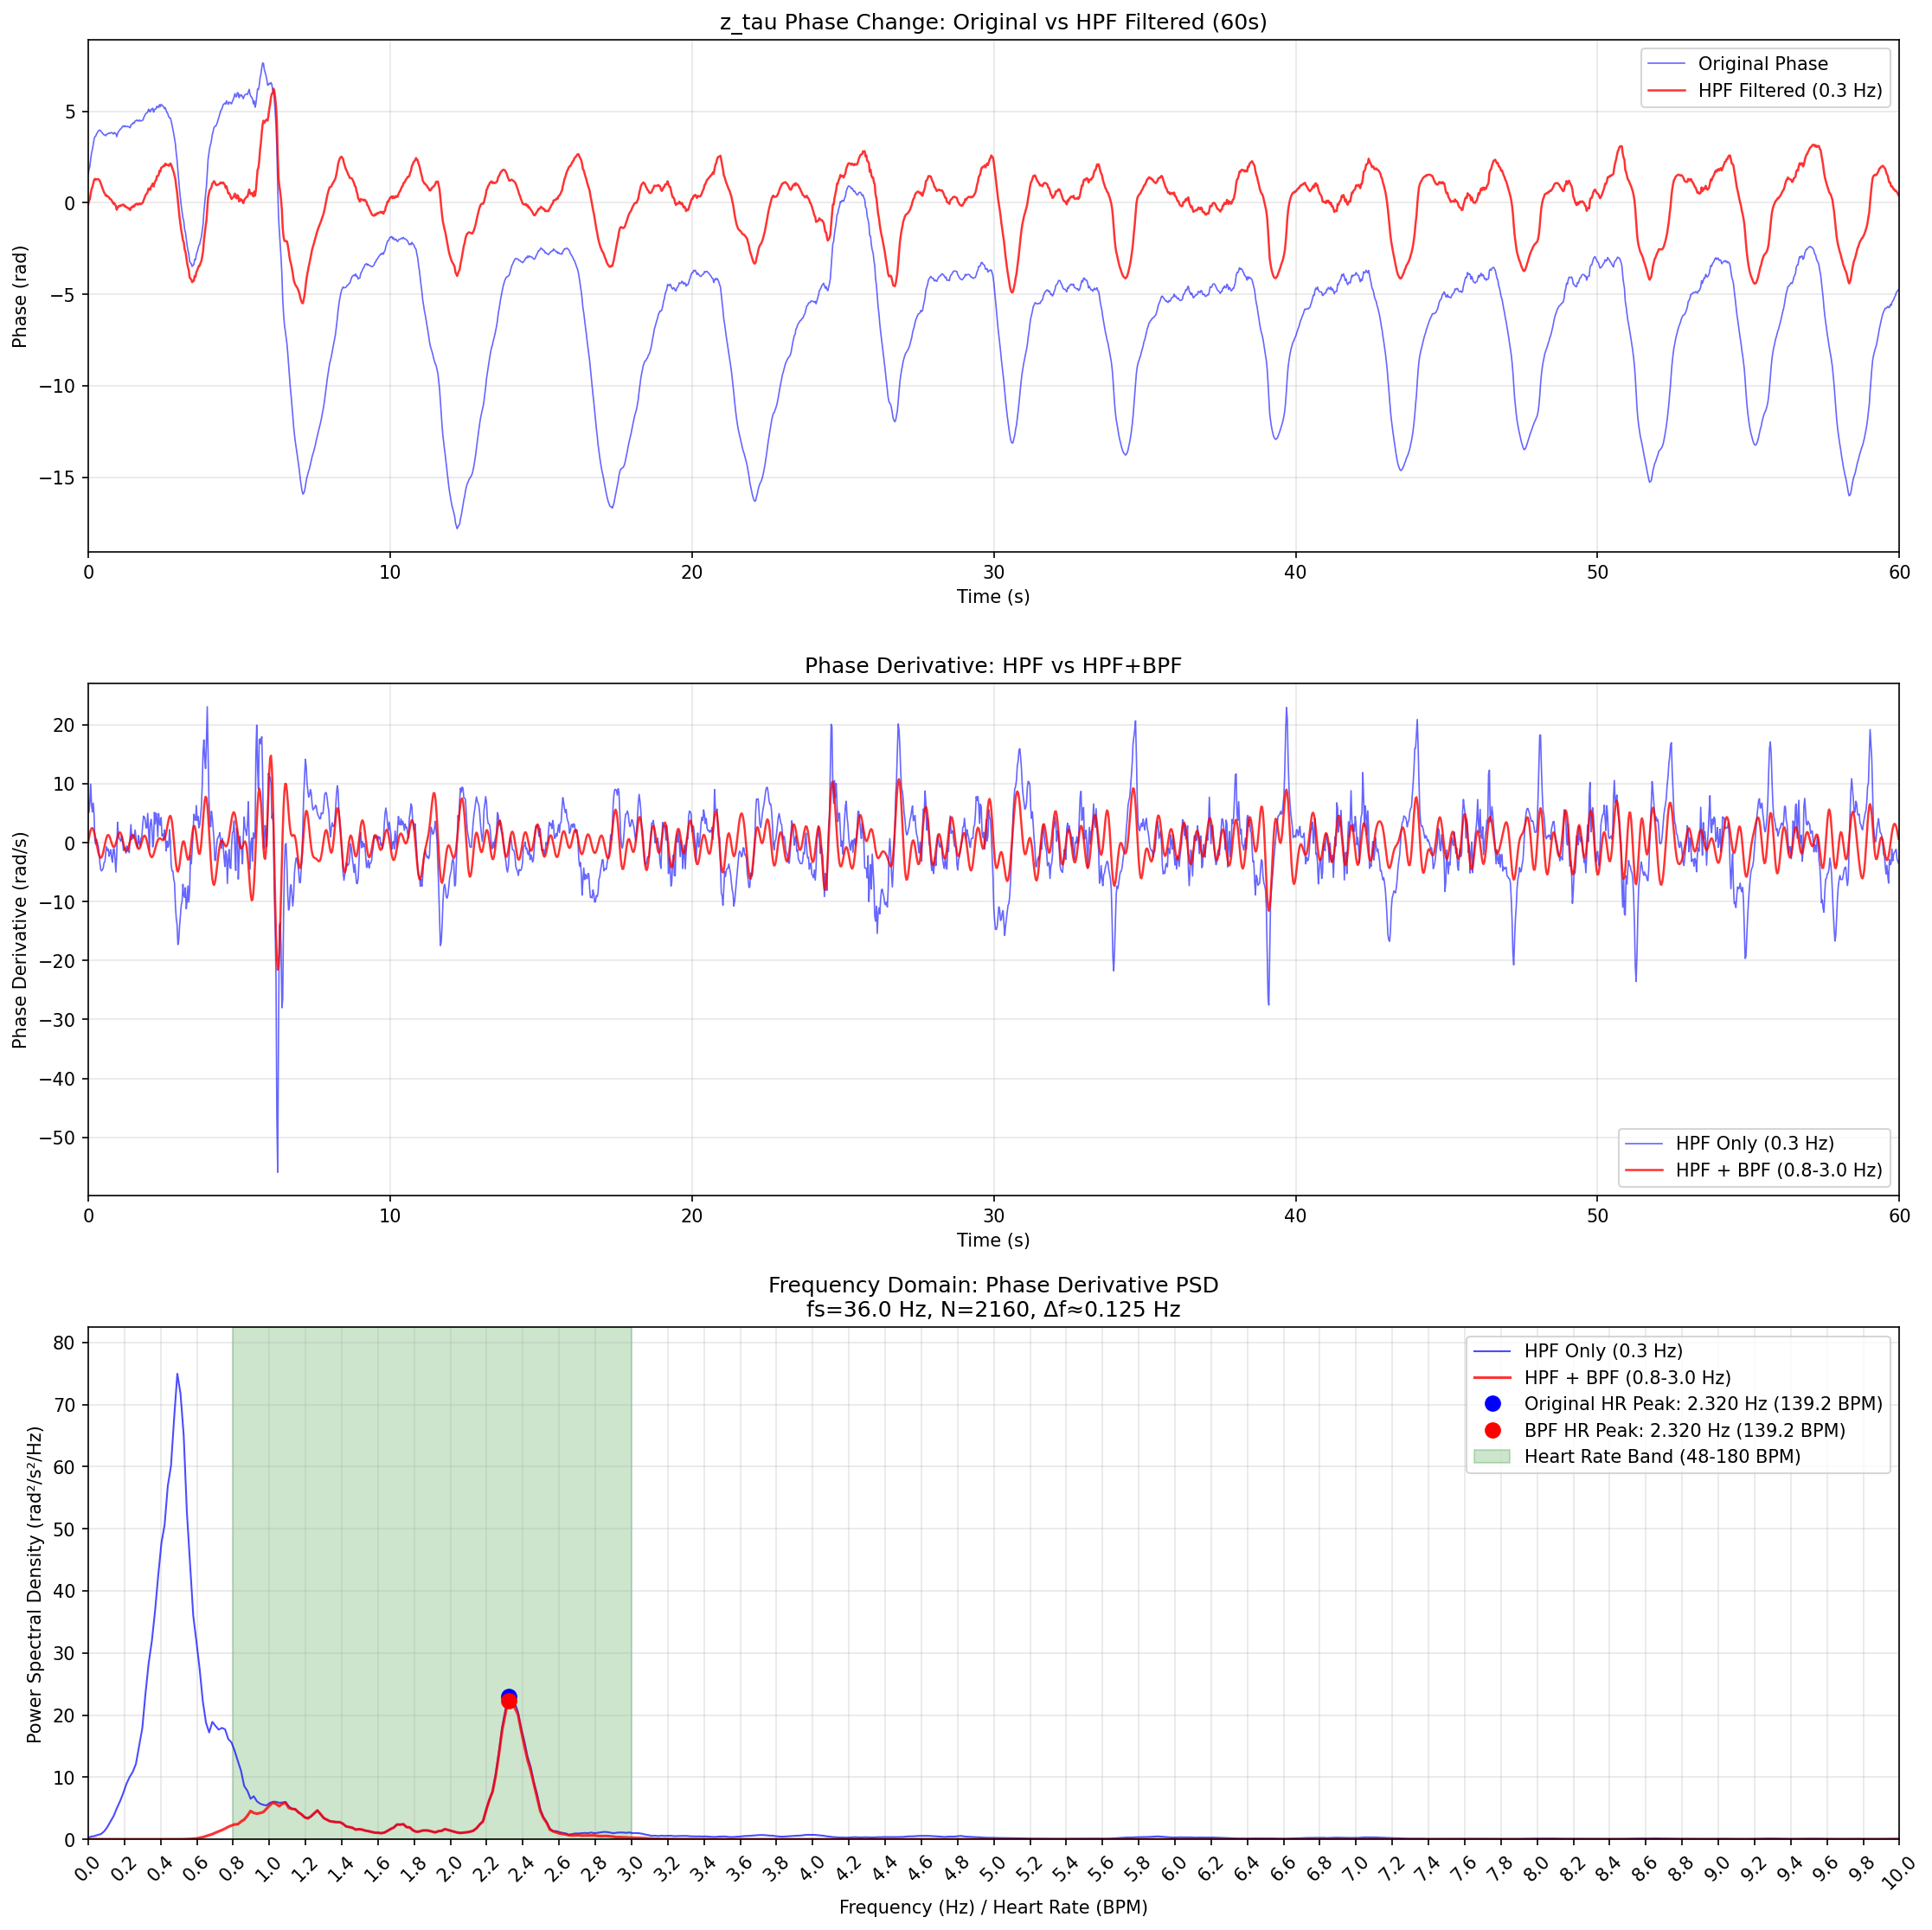 z_tau Phase Change: Original vs HPF Filtered (60s)
Original Phase
HPF Filtered (0.3 Hz)
Phase (rad)
5
0
−5
−10
−15
0 10 20 30 40 50 60
Time (s)
Phase Derivative: HPF vs HPF+BPF
Phase Derivative (rad/s)
20
10
0
−10
−20
−30
−40
−50
HPF Only (0.3 Hz)
HPF + BPF (0.8-3.0 Hz)
0 10 20 30 40 50 60
Time (s)
Frequency Domain: Phase Derivative PSD
fs=36.0 Hz, N=2160, Δf≈0.125 Hz
Power Spectral Density (rad²/s²/Hz)
80
70
60
50
40
30
20
10
0
HPF Only (0.3 Hz)
HPF + BPF (0.8-3.0 Hz)
Original HR Peak: 2.320 Hz (139.2 BPM)
BPF HR Peak: 2.320 Hz (139.2 BPM)
Heart Rate Band (48-180 BPM)
0.0 0.2 0.4 0.6 0.8 1.0 1.2 1.4 1.6 1.8 2.0 2.2 2.4 2.6 2.8 3.0 3.2 3.4 3.6 3.8 4.0 4.2 4.4 4.6 4.8 5.0 5.2 5.4 5.6 5.8 6.0 6.2 6.4 6.6 6.8 7.0 7.2 7.4 7.6 7.8 8.0 8.2 8.4 8.6 8.8 9.0 9.2 9.4 9.6 9.8 10.0
Frequency (Hz) / Heart Rate (BPM)